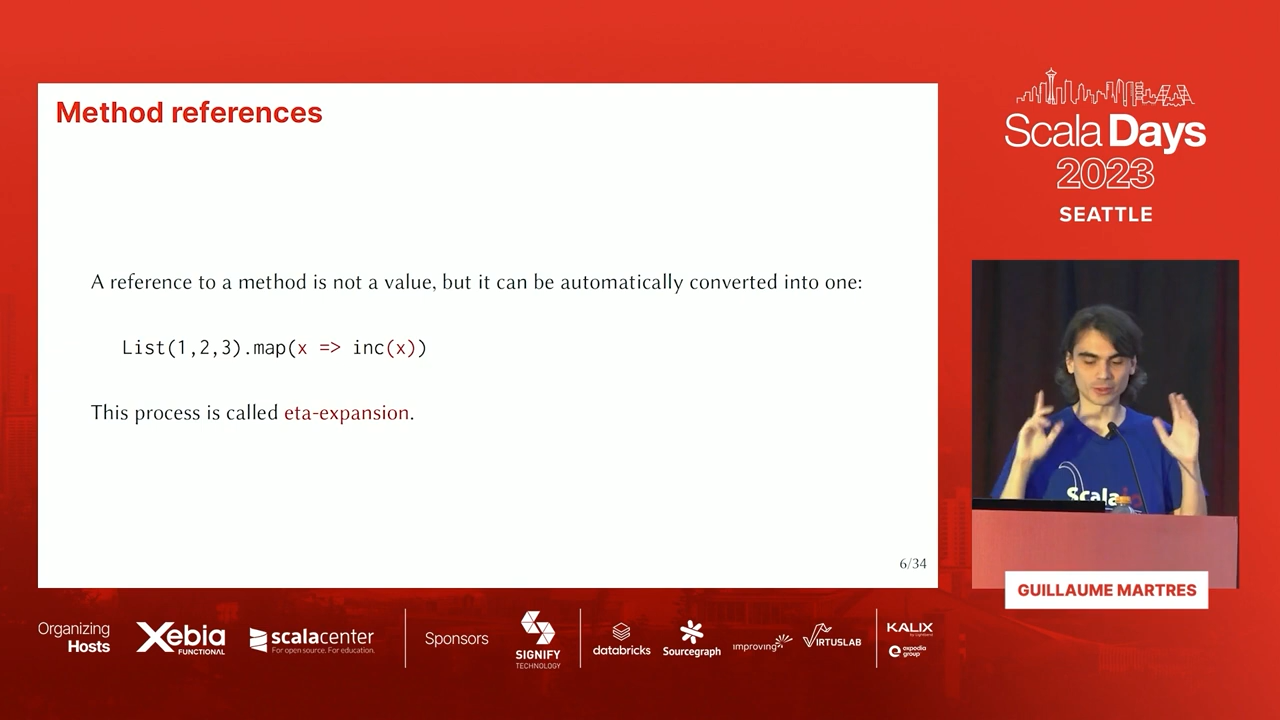 Method references
A reference to a method is not a value, but it can be automatically converted into one:
List(1,2,3).map(x => inc(x))
This process is called eta-expansion.
6/34
Scala Days
2023
SEATTLE
Scala
GUILLAUME MARTRES
Organizing
Hosts
Xebia
FUNCTIONAL
scalacenter
For open source. For education.
Sponsors
SIGNIFY
TECHNOLOGY
databricks
Sourcegraph
improving
VIRTUSLAB
KALIX
by Lightbend
expedia
group